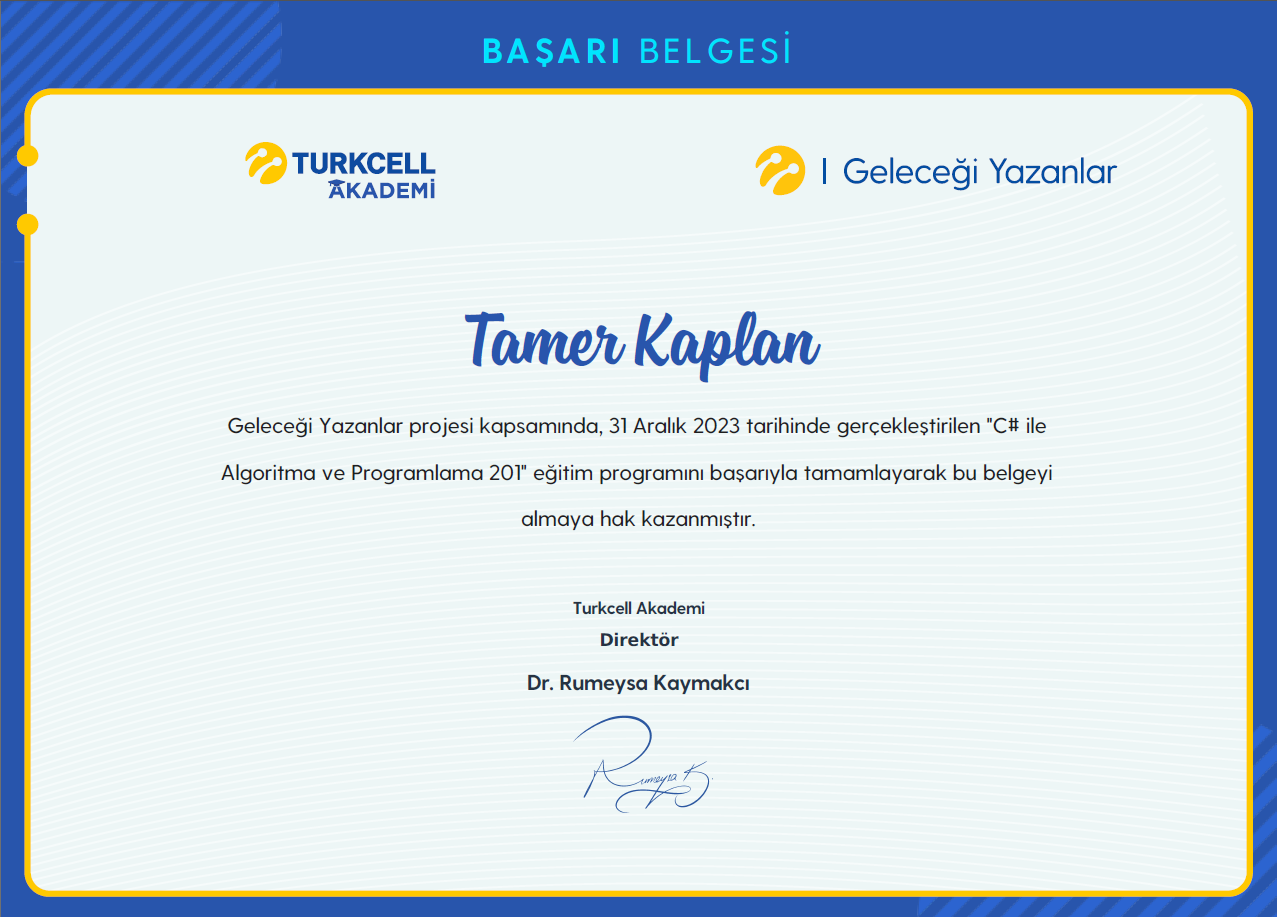 BAŞARI BELGESİ
TURKCELL
AKADEMİ
| Geleceği Yazanlar
Tamer Kaplan
Geleceği Yazanlar projesi kapsamında, 31 Aralık 2023 tarihinde gerçekleştirilen "C# ile
Algoritma ve Programlama 201" eğitim programını başarıyla tamamlayarak bu belgeyi
almaya hak kazanmıştır.
Turkcell Akademi
Direktör
Dr. Rumeysa Kaymakcı
Rumeysa K.